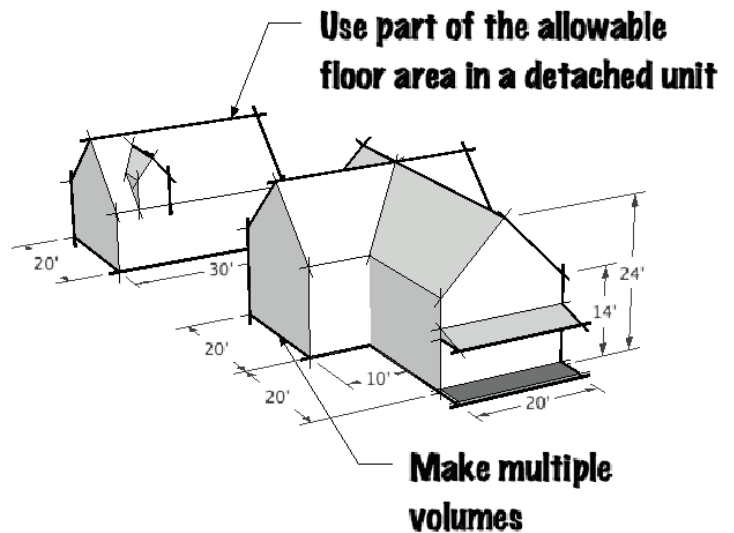 Use part of the allowable
floor area in a detached unit
20'
30'
24'
14'
20'
10'
20'
20'
Make multiple
volumes